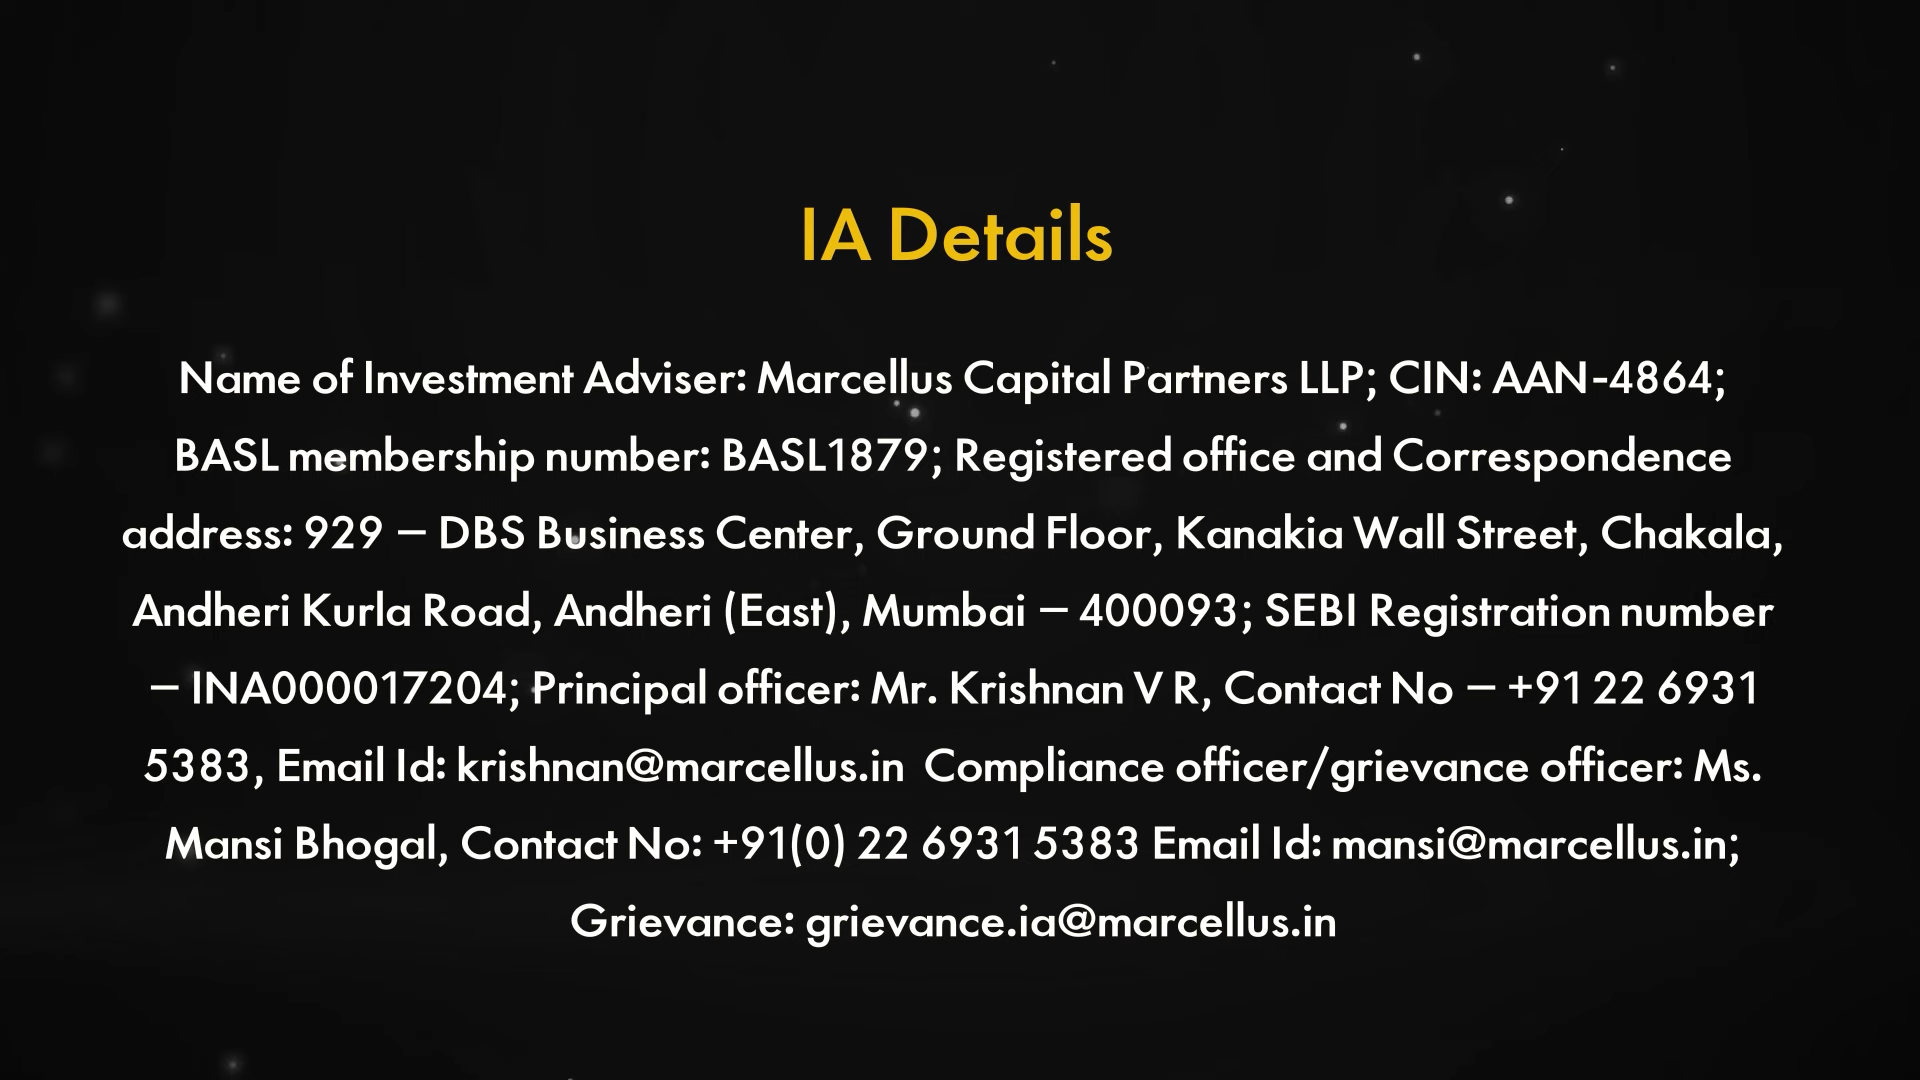 IA Details
Name of Investment Adviser: Marcellus Capital Partners LLP; CIN: AAN-4864;
BASL membership number: BASL1879; Registered office and Correspondence
address: 929 – DBS Business Center, Ground Floor, Kanakia Wall Street, Chakala,
Andheri Kurla Road, Andheri (East), Mumbai – 400093; SEBI Registration number
– INA000017204; Principal officer: Mr. Krishnan V R, Contact No – +91 22 6931
5383, Email Id: krishnan@marcellus.in  Compliance officer/grievance officer: Ms.
Mansi Bhogal, Contact No: +91(0) 22 6931 5383 Email Id: mansi@marcellus.in;
Grievance: grievance.ia@marcellus.in